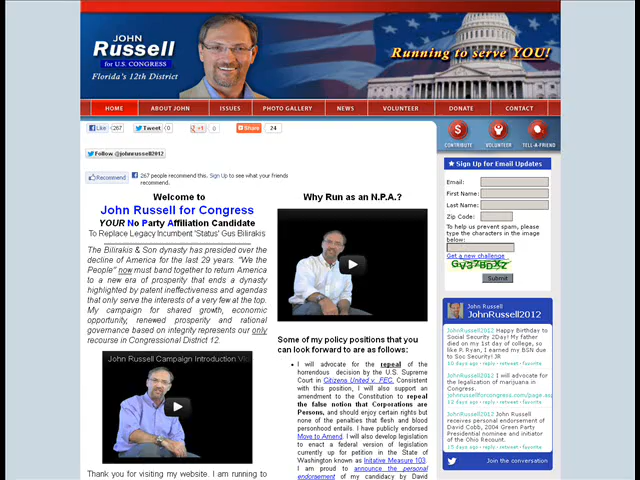 JOHN
Russell
for U.S. CONGRESS
Florida's 12th District
Running to serve YOU!
HOME
ABOUT JOHN
ISSUES
PHOTO GALLERY
NEWS
VOLUNTEER
DONATE
CONTACT
Like 267
Tweet 0
+1 0
Share 24
CONTRIBUTE
VOLUNTEER
TELL-A-FRIEND
Follow @johnrussell2012
Recommend
267 people recommend this. Sign Up to see what your friends
recommend.
Welcome to
John Russell for Congress
YOUR No Party Affiliation Candidate
To Replace Legacy Incumbent 'Status' Gus Bilirakis
The Bilirakis & Son dynasty has presided over the
decline of America for the last 29 years. "We the
People" now must band together to return America
to a new era of prosperity that ends a dynasty
highlighted by patent ineffectiveness and agendas
that only serve the interests of a very few at the top.
My campaign for shared growth, economic
opportunity, renewed prosperity and rational
governance based on integrity represents our only
recourse in Congressional District 12.
John Russell Campaign Introduction Vi
Thank you for visiting my website. I am running to
Why Run as an N.P.A.?
Some of my policy positions that you
can look forward to are as follows:
I will advocate for the repeal of the
horrendous decision by the U.S. Supreme
Court in Citizens United v. FEC. Consistent
with this position, I will also support an
amendment to the Constitution to repeal
the false notion that Corpoations are
Persons, and should enjoy certain rights but
none of the penalties that flesh and blood
personhood entails. I have publicly endorsed
Move to Amend. I will also develop legislation
to enact a federal version of legislation
currently up for petition in the State of
Washington known as Initative Measure 103.
I am proud to announce the personal
endorsement of my candidacy by David
Sign Up for Email Updates
Email:
First Name:
Last Name:
Zip Code:
To help us prevent spam, please
type the characters in the image
below:
Get a new challenge
Submit
John Russell
JohnRussell2012
JohnRussell2012 Happy Birthday to
Social Security 2Day! My father
died on my 1st day of college, so
like P. Ryan, I earned my BSN due
to Soc Security! JR
10 days ago · reply · retweet · favorite
JohnRussell2012 I will advocate for
the legalization of marijuana in
Congress.
johnrussellforcongress.com/page.asp
12 days ago · reply · retweet · favorite
JohnRussell2012 John Russell
receives personal endorsement of
David Cobb, 2004 Green Party
Presidential nominee and initiator
of the Ohio Recount.
15 days ago · reply · retweet · favorite
Join the conversation